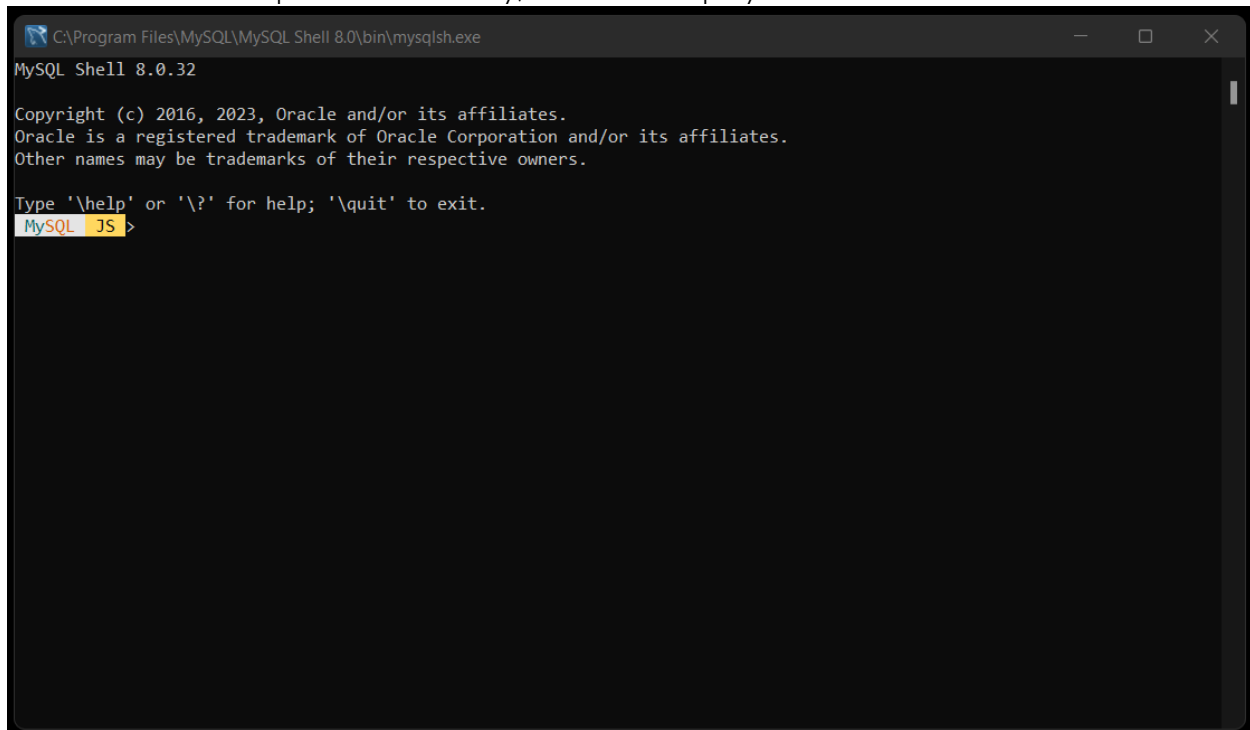 C:\Program Files\MySQL\MySQL Shell 8.0\bin\mysqlsh.exe
MySQL Shell 8.0.32
Copyright (c) 2016, 2023, Oracle and/or its affiliates.
Oracle is a registered trademark of Oracle Corporation and/or its affiliates.
Other names may be trademarks of their respective owners.
Type '\help' or '\?' for help; '\quit' to exit.
MySQL JS >